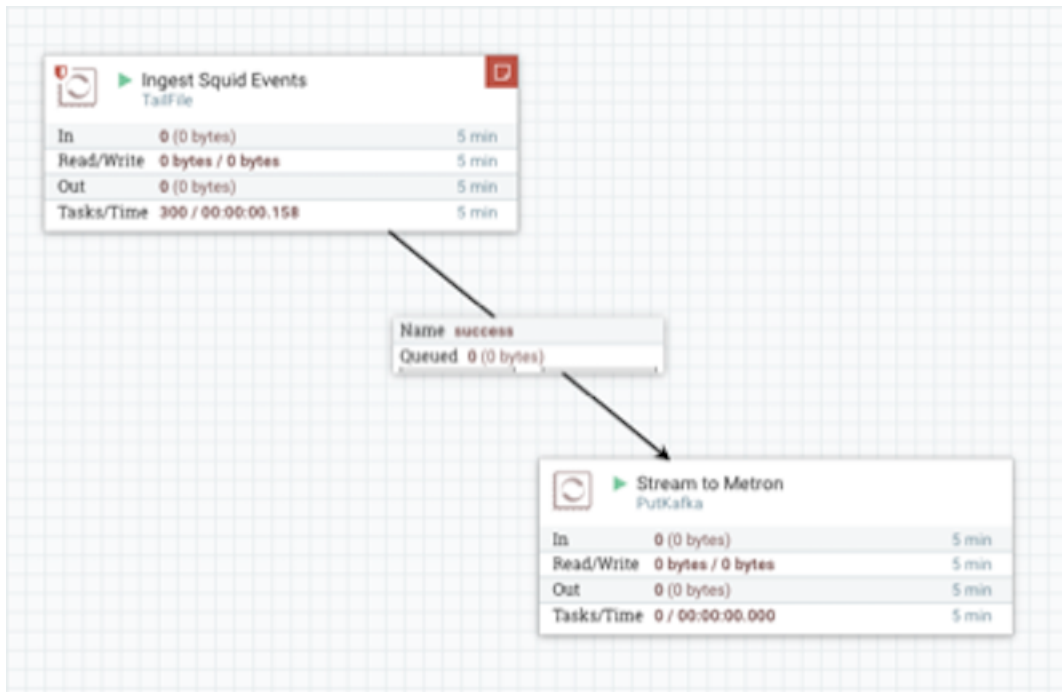 Ingest Squid Events
TailFile
In 0 (0 bytes) 5 min
Read/Write 0 bytes / 0 bytes 5 min
Out 0 (0 bytes) 5 min
Tasks/Time 300 / 00:00:00.158 5 min
Name success
Queued 0 (0 bytes)
Stream to Metron
PutKafka
In 0 (0 bytes) 5 min
Read/Write 0 bytes / 0 bytes 5 min
Out 0 (0 bytes) 5 min
Tasks/Time 0 / 00:00:00.000 5 min